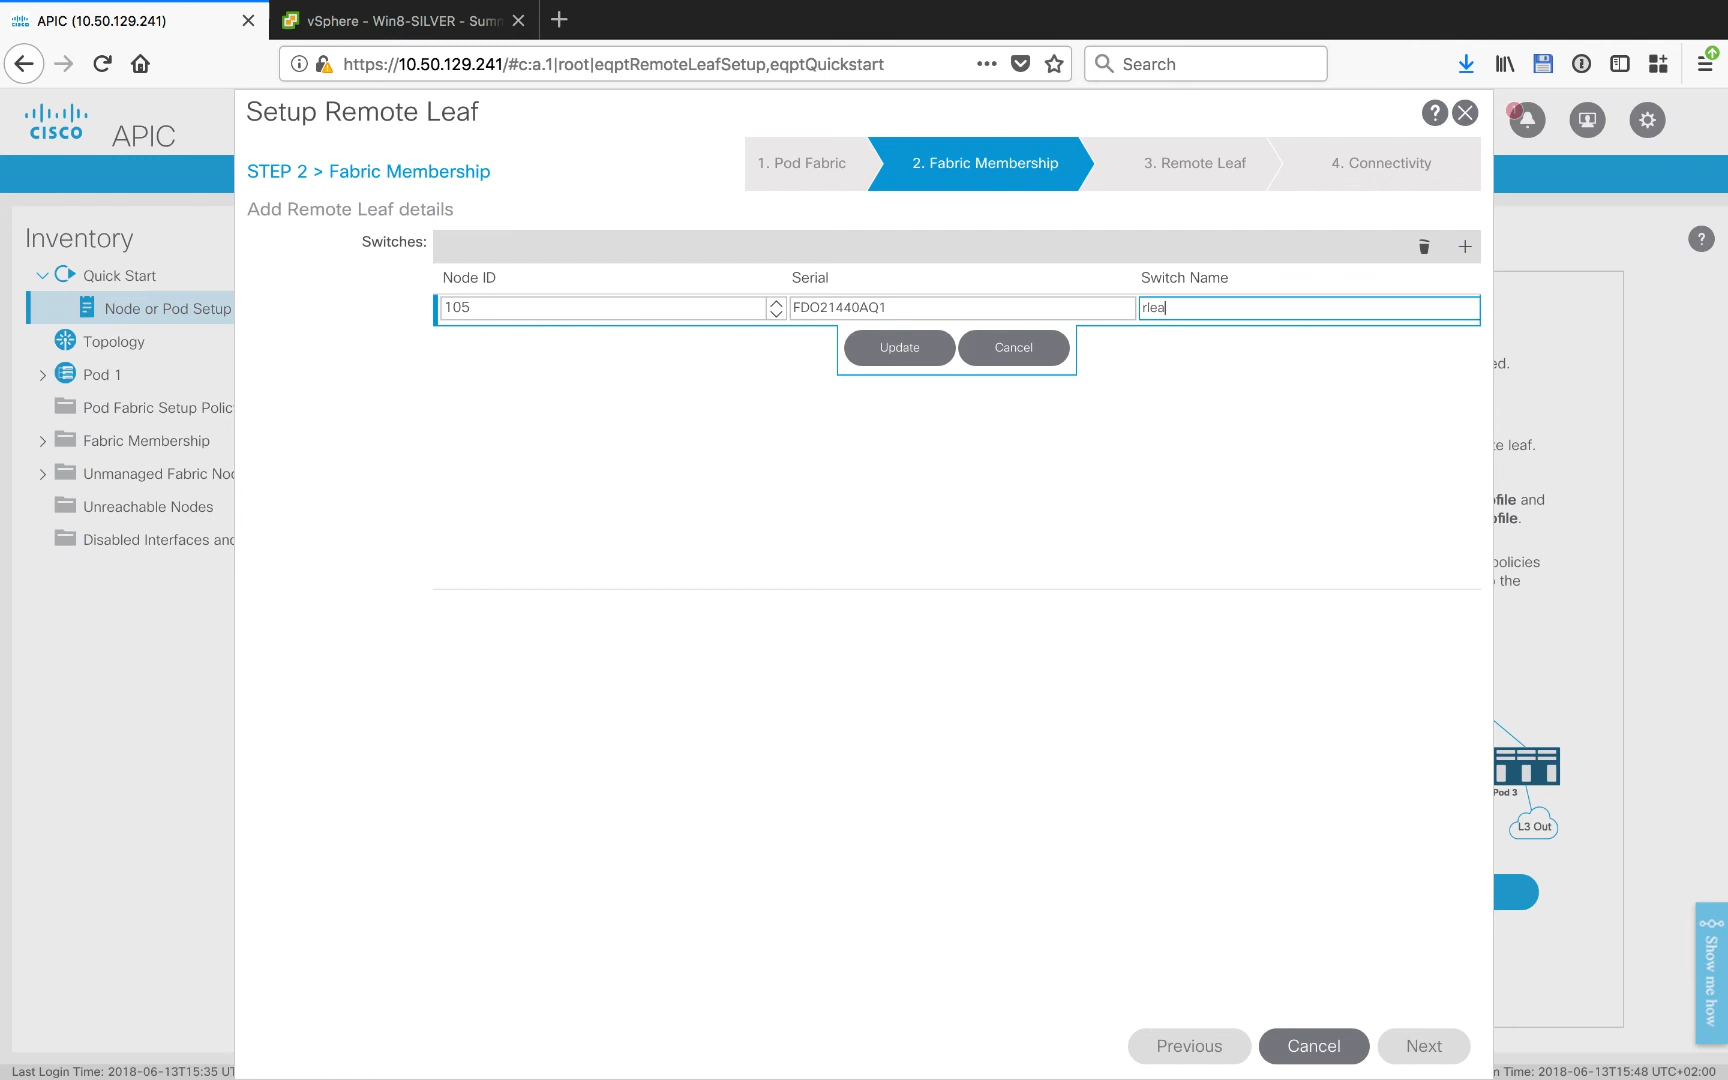 APIC (10.50.129.241)
vSphere - Win8-SILVER - Sum
https://10.50.129.241/#c:a.1|root|eqptRemoteLeafSetup,eqptQuickstart
Search
CISCO
APIC
Setup Remote Leaf
STEP 2 > Fabric Membership
1. Pod Fabric
2. Fabric Membership
3. Remote Leaf
4. Connectivity
Add Remote Leaf details
Switches:
Node ID
Serial
Switch Name
105
FDO21440AQ1
rlea
Update
Cancel
Inventory
Quick Start
Node or Pod Setup
Topology
Pod 1
Pod Fabric Setup Polic
Fabric Membership
Unmanaged Fabric Noc
Unreachable Nodes
Disabled Interfaces and
ed.
te leaf.
ofile and
ofile.
policies
the
Pod 3
L3 Out
Show me how
Previous
Cancel
Next
Last Login Time: 2018-06-13T15:35 UT
Time: 2018-06-13T15:48 UTC+02:00